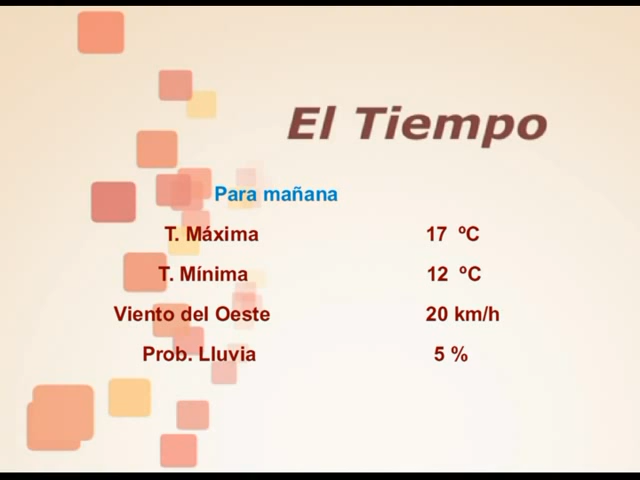 El Tiempo
Para mañana
T. Máxima 17 ºC
T. Mínima 12 ºC
Viento del Oeste 20 km/h
Prob. Lluvia 5 %